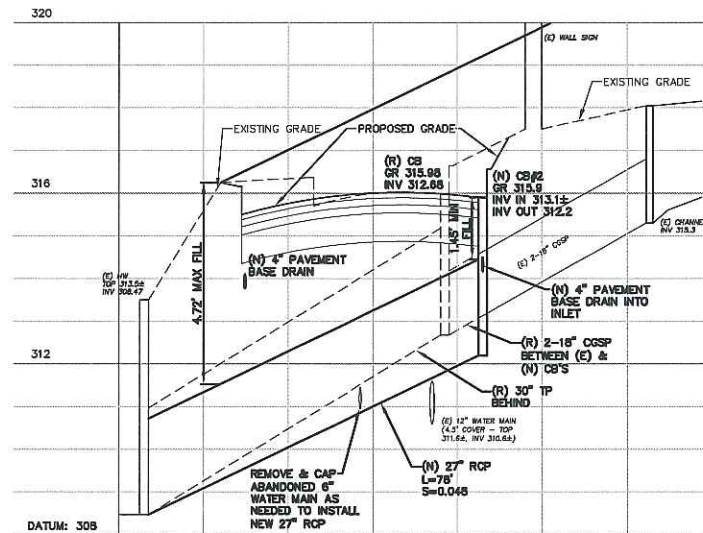 320
(E) WALL SIGN
EXISTING GRADE
EXISTING GRADE
PROPOSED GRADE
(R) CB
GR 315.98
INV 312.68
(N) CB#2
GR 315.9
INV IN 313.1±
INV OUT 312.2
316
1.45' MIN
FILL
(E) 2-18" CGSP
(E) CHANNE
INV 315.3
(N) 4" PAVEMENT
BASE DRAIN
(E) HW
TOP 313.5±
INV 308.47
4.72' MAX FILL
(N) 4" PAVEMENT
BASE DRAIN INTO
INLET
312
(R) 2-18" CGSP
BETWEEN (E) &
(N) CB'S
(R) 30" TP
BEHIND
(E) 12" WATER MAIN
(4.5' COVER - TOP
311.6±, INV 310.6±)
REMOVE & CAP
ABANDONED 6"
WATER MAIN AS
NEEDED TO INSTALL
NEW 27" RCP
(N) 27" RCP
L=78'
S=0.048
DATUM: 308